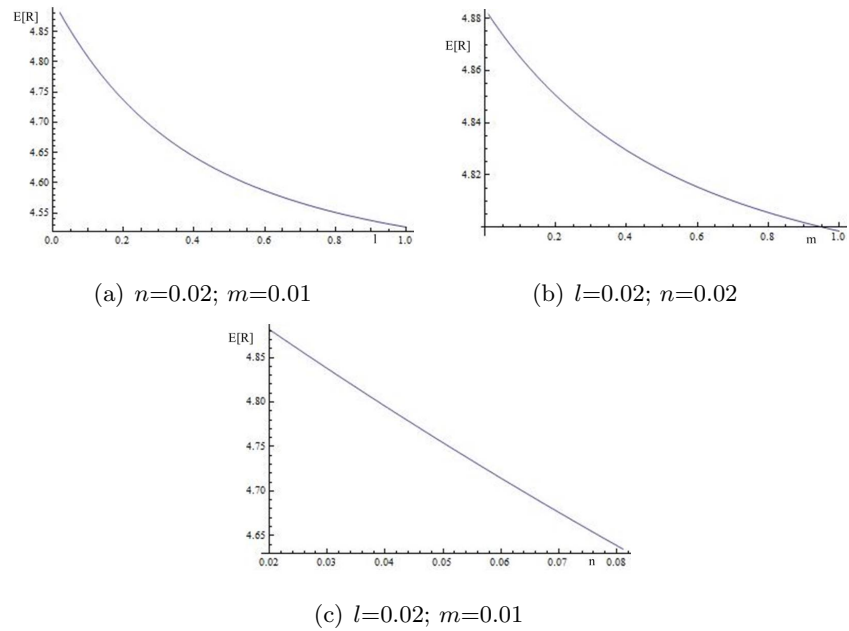 E[R]
4.85
4.80
4.75
4.70
4.65
4.60
4.55
0.0 0.2 0.4 0.6 0.8 l 1.0
(a) n=0.02; m=0.01
4.88
E[R]
4.86
4.84
4.82
0.2 0.4 0.6 0.8 m 1.0
(b) l=0.02; n=0.02
E[R]
4.85
4.80
4.75
4.70
4.65
0.02 0.03 0.04 0.05 0.06 0.07 n 0.08
(c) l=0.02; m=0.01